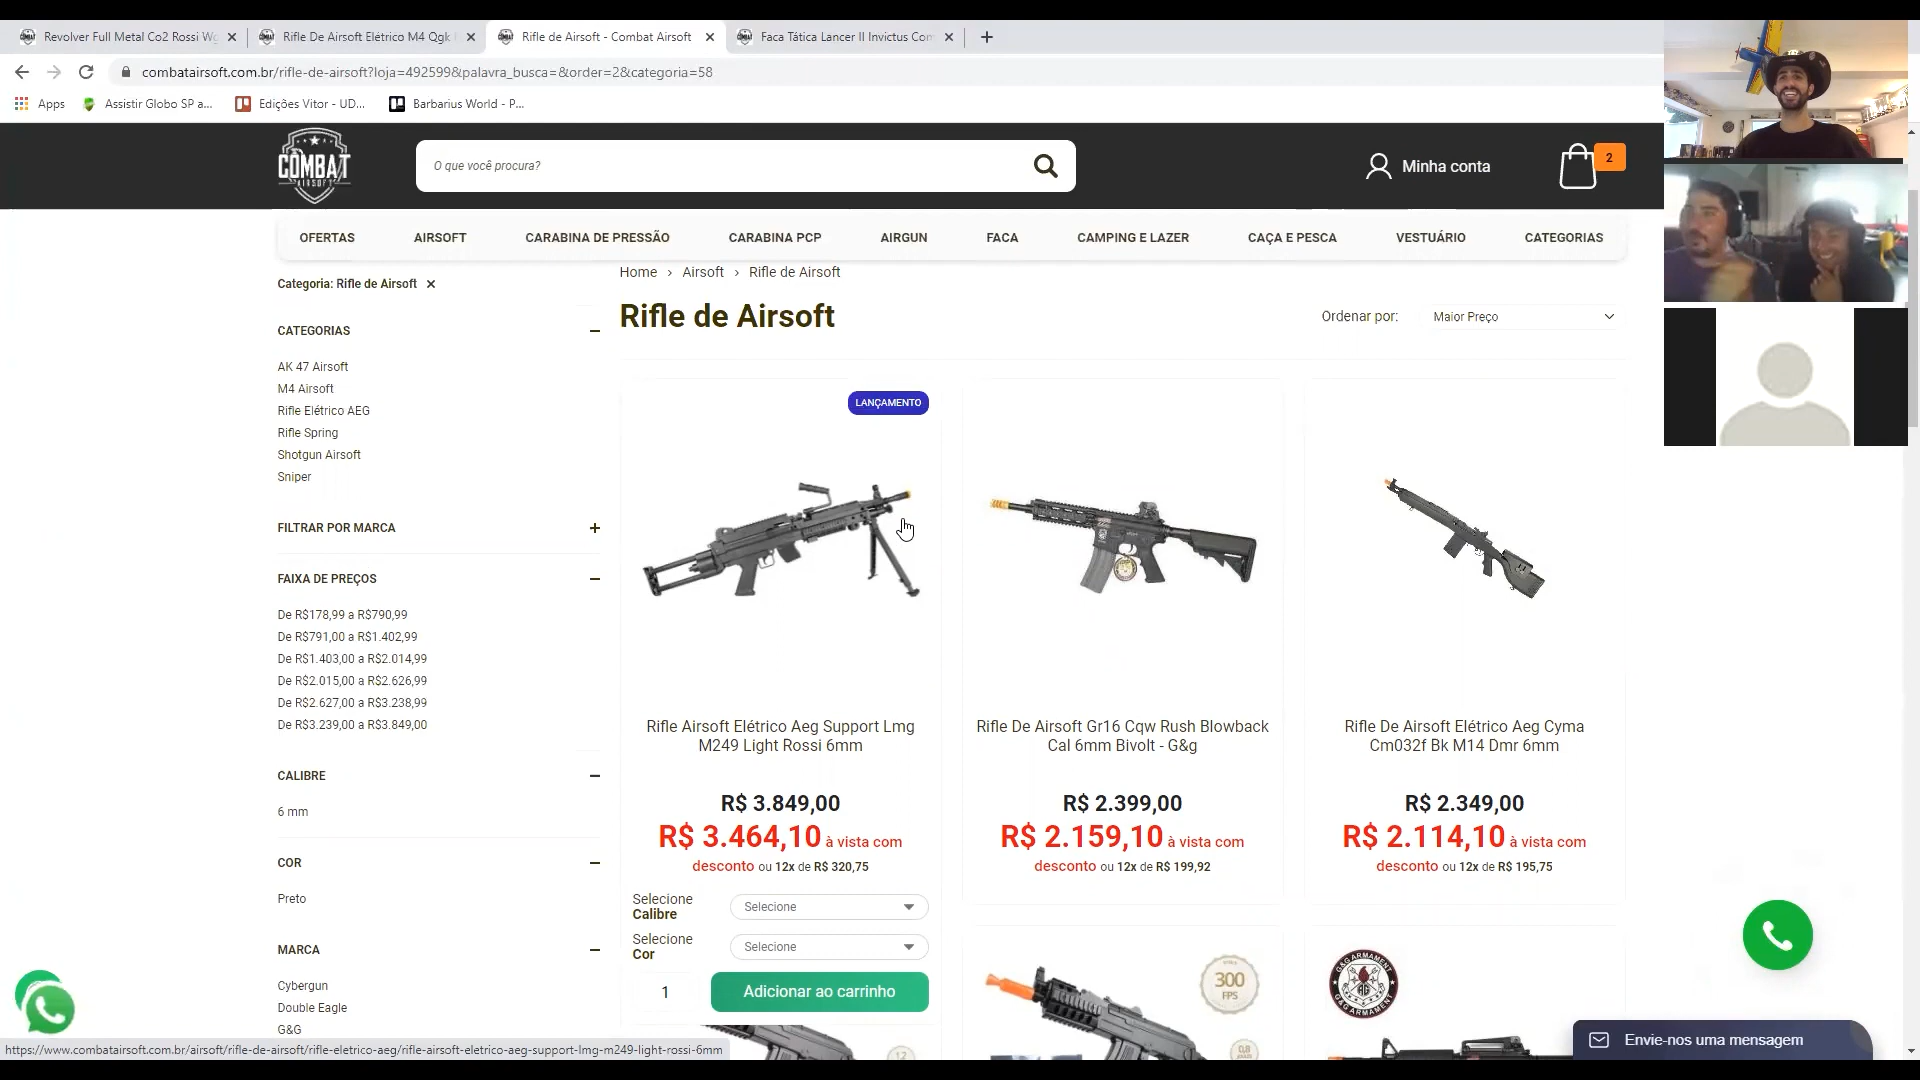 Revolver Full Metal Co2 Rossi Wg
Rifle De Airsoft Elétrico M4 Qgk
Rifle de Airsoft - Combat Airsoft
Faca Tática Lancer II Invictus Com
combatairsoft.com.br/rifle-de-airsoft?loja=492599&palavra_busca=&order=2&categoria=58
Apps
Assistir Globo SP a...
Edições Vitor - UD...
Barbarius World - P...
COMBAT
AIRSOFT
O que você procura?
Minha conta
2
OFERTAS
AIRSOFT
CARABINA DE PRESSÃO
CARABINA PCP
AIRGUN
FACA
CAMPING E LAZER
CAÇA E PESCA
VESTUÁRIO
CATEGORIAS
Categoria: Rifle de Airsoft
CATEGORIAS
AK 47 Airsoft
M4 Airsoft
Rifle Elétrico AEG
Rifle Spring
Shotgun Airsoft
Sniper
FILTRAR POR MARCA
FAIXA DE PREÇOS
De R$178,99 a R$790,99
De R$791,00 a R$1.402,99
De R$1.403,00 a R$2.014,99
De R$2.015,00 a R$2.626,99
De R$2.627,00 a R$3.238,99
De R$3.239,00 a R$3.849,00
CALIBRE
6 mm
COR
Preto
MARCA
Cybergun
Double Eagle
G&G
Home > Airsoft > Rifle de Airsoft
Rifle de Airsoft
Ordenar por:
Maior Preço
LANÇAMENTO
Rifle Airsoft Elétrico Aeg Support Lmg
M249 Light Rossi 6mm
R$ 3.849,00
R$ 3.464,10 à vista com
desconto ou 12x de R$ 320,75
Selecione
Calibre
Selecione
Selecione
Cor
Selecione
1
Adicionar ao carrinho
Rifle De Airsoft Gr16 Cqw Rush Blowback
Cal 6mm Bivolt - G&g
R$ 2.399,00
R$ 2.159,10 à vista com
desconto ou 12x de R$ 199,92
Rifle De Airsoft Elétrico Aeg Cyma
Cm032f Bk M14 Dmr 6mm
R$ 2.349,00
R$ 2.114,10 à vista com
desconto ou 12x de R$ 195,75
300
FPS
G&G ARMAMENT
Envie-nos uma mensagem
https://www.combatairsoft.com.br/airsoft/rifle-de-airsoft/rifle-eletrico-aeg/rifle-airsoft-eletrico-aeg-support-lmg-m249-light-rossi-6mm